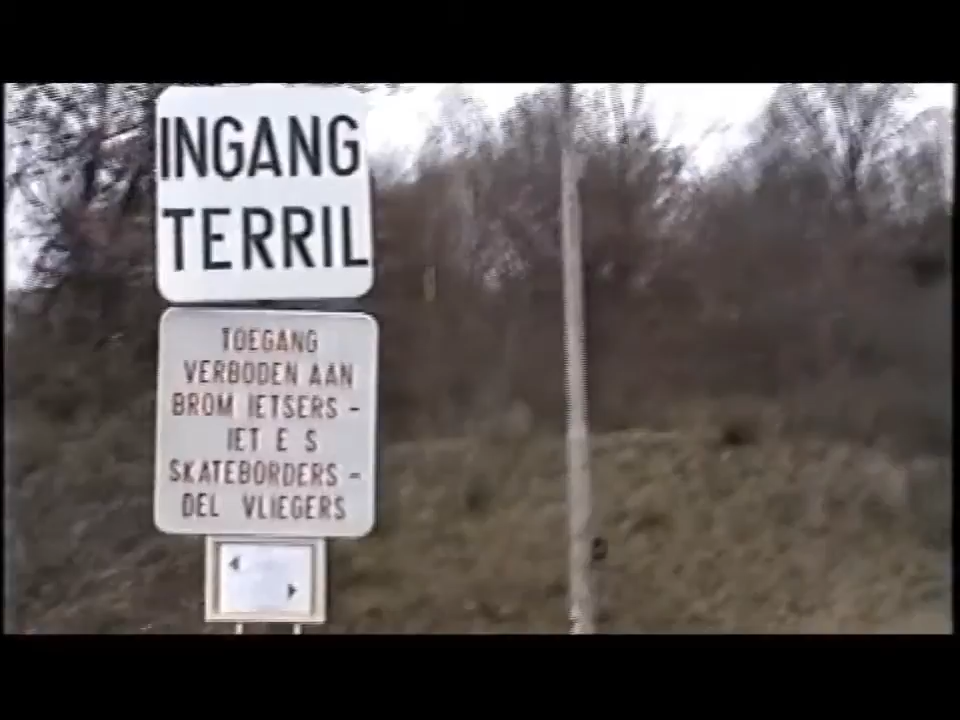 INGANG
TERRIL
TOEGANG
VERBODEN AAN
BROM IETSERS -
IET E S
SKATEBORDERS -
DEL VLIEGERS